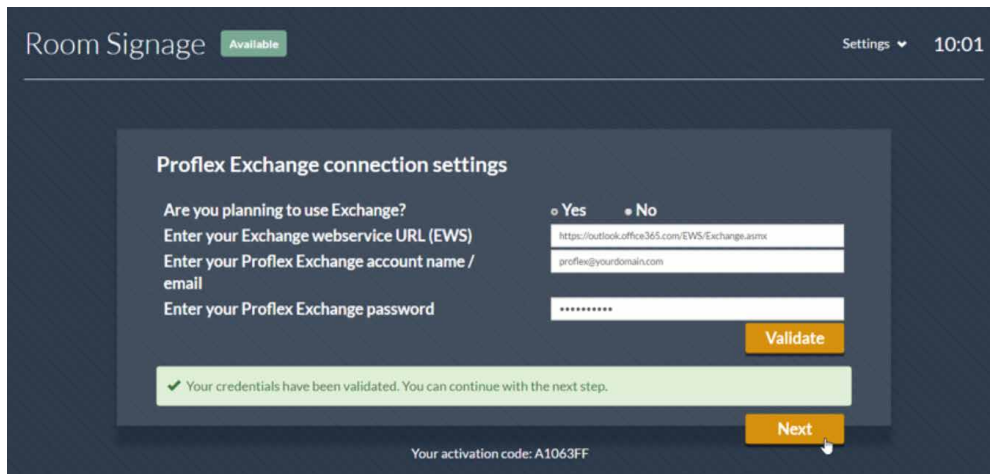 Room Signage Available Settings 10:01
Proflex Exchange connection settings
Are you planning to use Exchange? Yes No
Enter your Exchange webservice URL (EWS) https://outlook.office365.com/EWS/Exchange.asmx
Enter your Proflex Exchange account name / proflex@yourdomain.com
email
Enter your Proflex Exchange password ••••••••••
Validate
Your credentials have been validated. You can continue with the next step.
Next
Your activation code: A1063FF